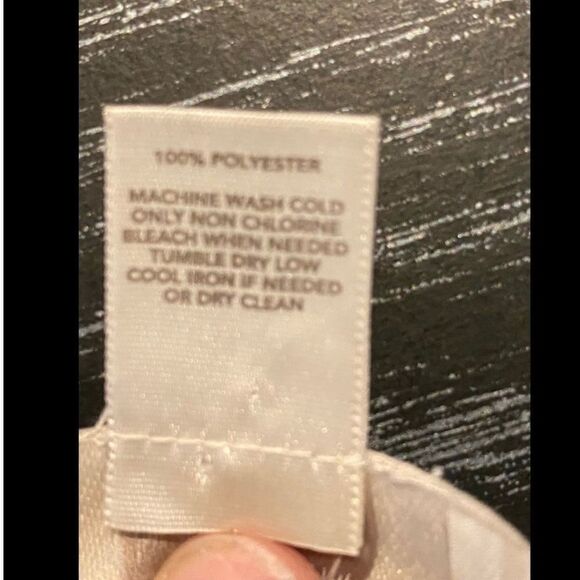 100% POLYESTER
MACHINE WASH COLD
ONLY NON CHLORINE
BLEACH WHEN NEEDED
TUMBLE DRY LOW
COOL IRON IF NEEDED
OR DRY CLEAN